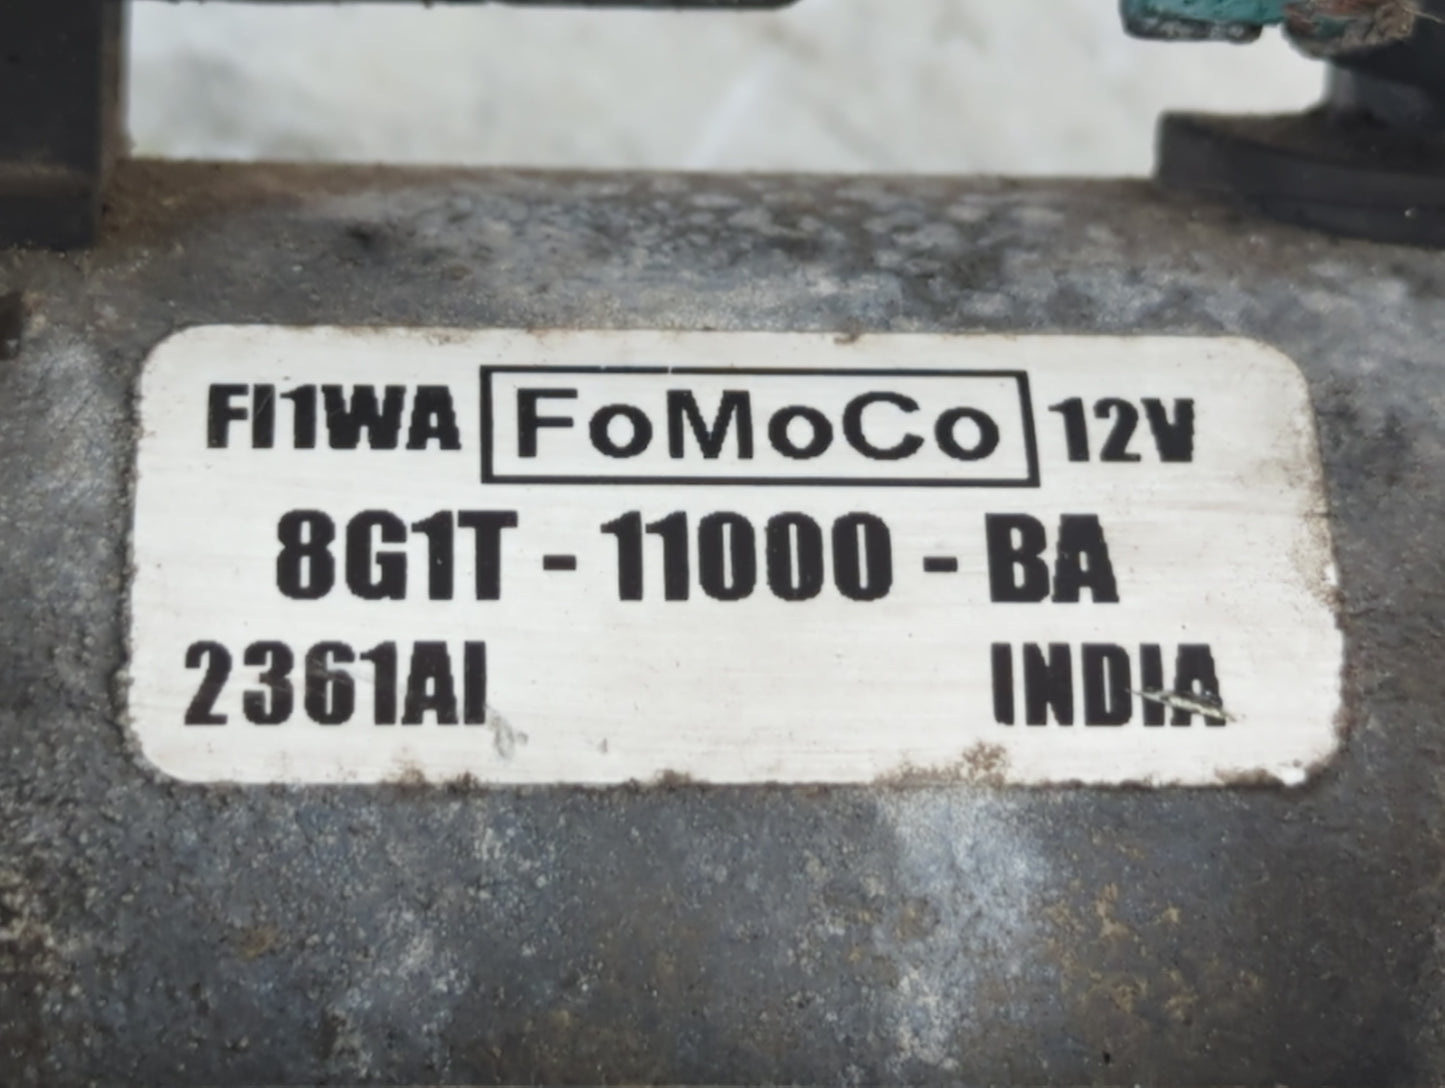 FI1WA FoMoCo 12V
8G1T - 11000 - BA
2361AI INDIA